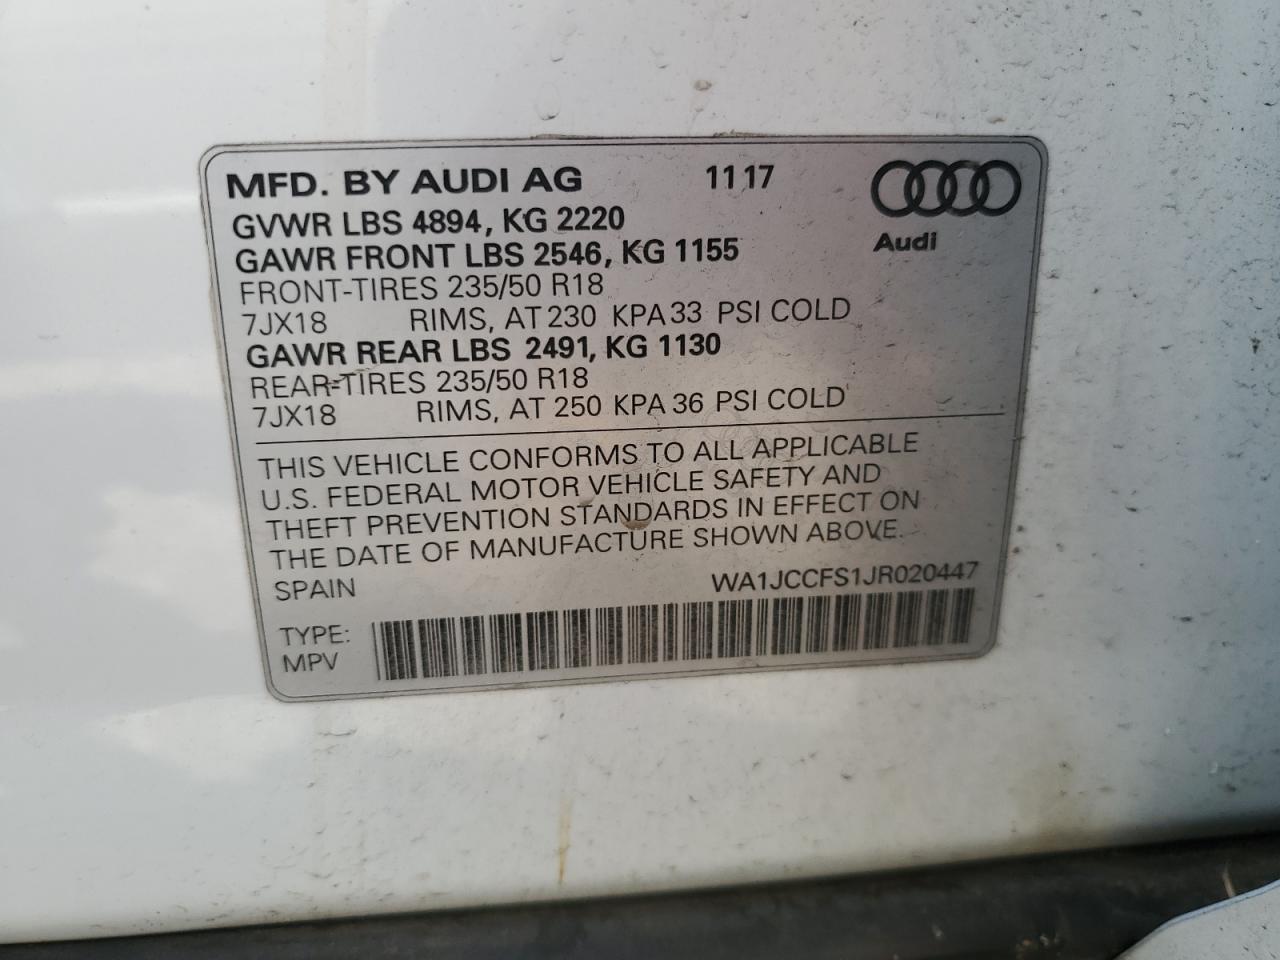 MFD. BY AUDI AG 11 17
Audi
GVWR LBS 4894, KG 2220
GAWR FRONT LBS 2546, KG 1155
FRONT-TIRES 235/50 R18
7JX18 RIMS, AT 230 KPA 33 PSI COLD
GAWR REAR LBS 2491, KG 1130
REAR-TIRES 235/50 R18
7JX18 RIMS, AT 250 KPA 36 PSI COLD
THIS VEHICLE CONFORMS TO ALL APPLICABLE
U.S. FEDERAL MOTOR VEHICLE SAFETY AND
THEFT PREVENTION STANDARDS IN EFFECT ON
THE DATE OF MANUFACTURE SHOWN ABOVE.
SPAIN WA1JCCFS1JR020447
TYPE:
MPV